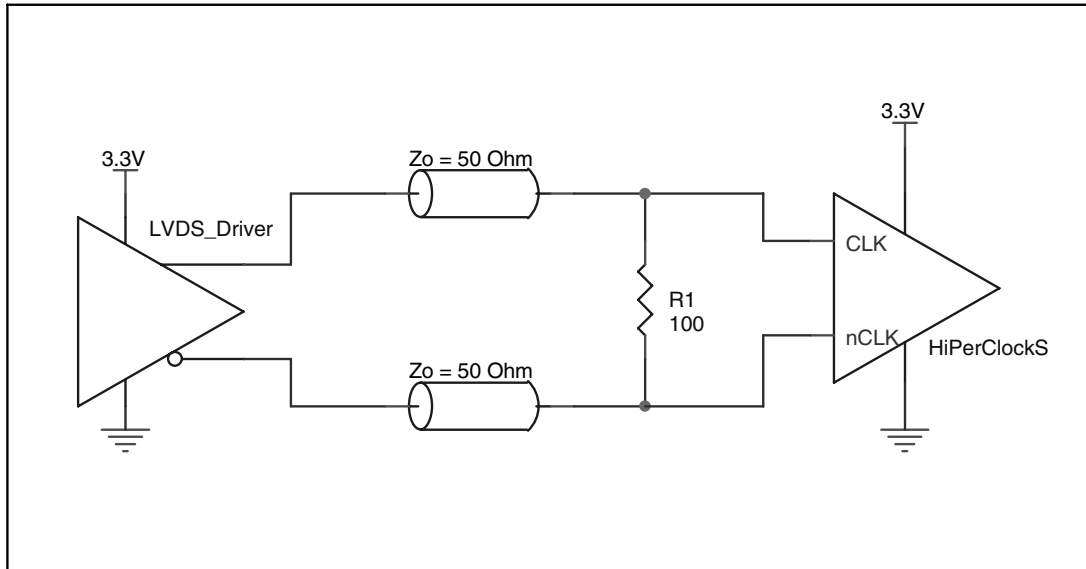 3.3V
LVDS_Driver
Zo = 50 Ohm
Zo = 50 Ohm
R1
100
3.3V
CLK
nCLK
HiPerClockS